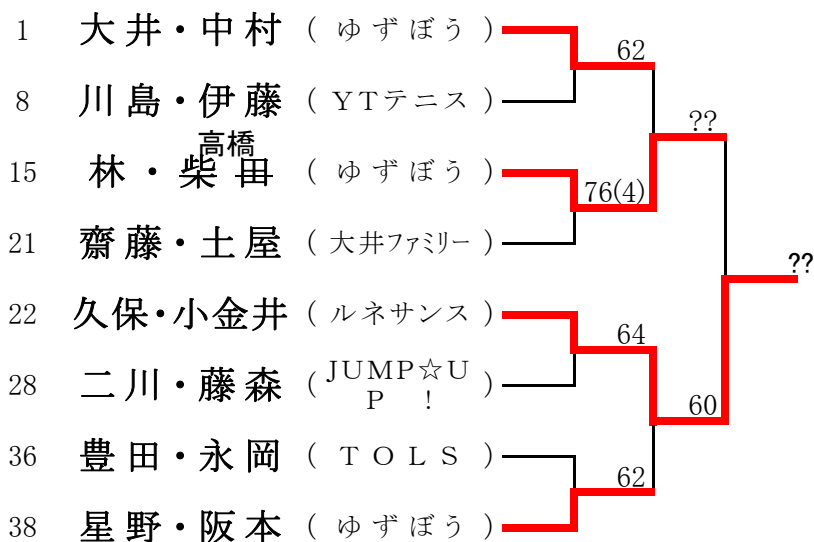 1 大井・中村 (ゆずぼう)
62
8 川島・伊藤 (YTテニス)
??
高橋
15 林・柴田 (ゆずぼう)
76(4)
21 齋藤・土屋 (大井ファミリー)
??
22 久保・小金井 (ルネサンス)
64
28 二川・藤森 (JUMP☆U
P !)
60
36 豊田・永岡 (TOLS)
62
38 星野・阪本 (ゆずぼう)